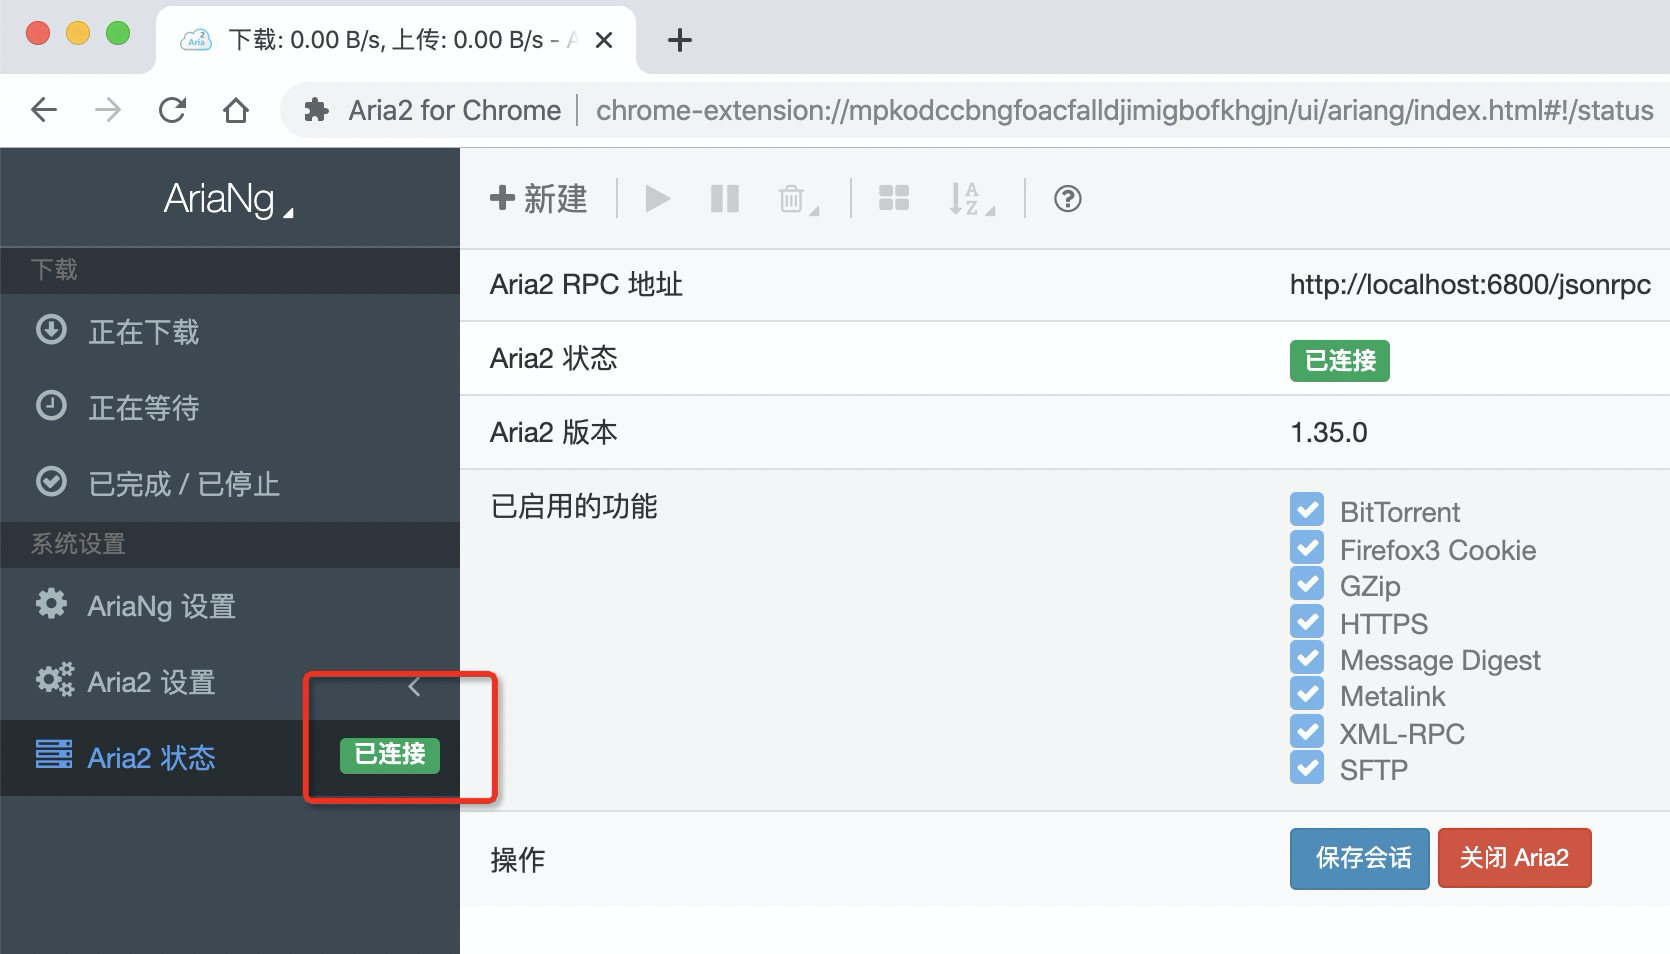 下载: 0.00 B/s, 上传: 0.00 B/s - A
Aria2 for Chrome
chrome-extension://mpkodccbngfoacfalldjimigbofkhgjn/ui/ariang/index.html#!/status
AriaNg
新建
下载
正在下载
正在等待
已完成 / 已停止
系统设置
AriaNg 设置
Aria2 设置
Aria2 状态 已连接
Aria2 RPC 地址 http://localhost:6800/jsonrpc
Aria2 状态 已连接
Aria2 版本 1.35.0
已启用的功能 BitTorrent
Firefox3 Cookie
GZip
HTTPS
Message Digest
Metalink
XML-RPC
SFTP
操作 保存会话 关闭 Aria2